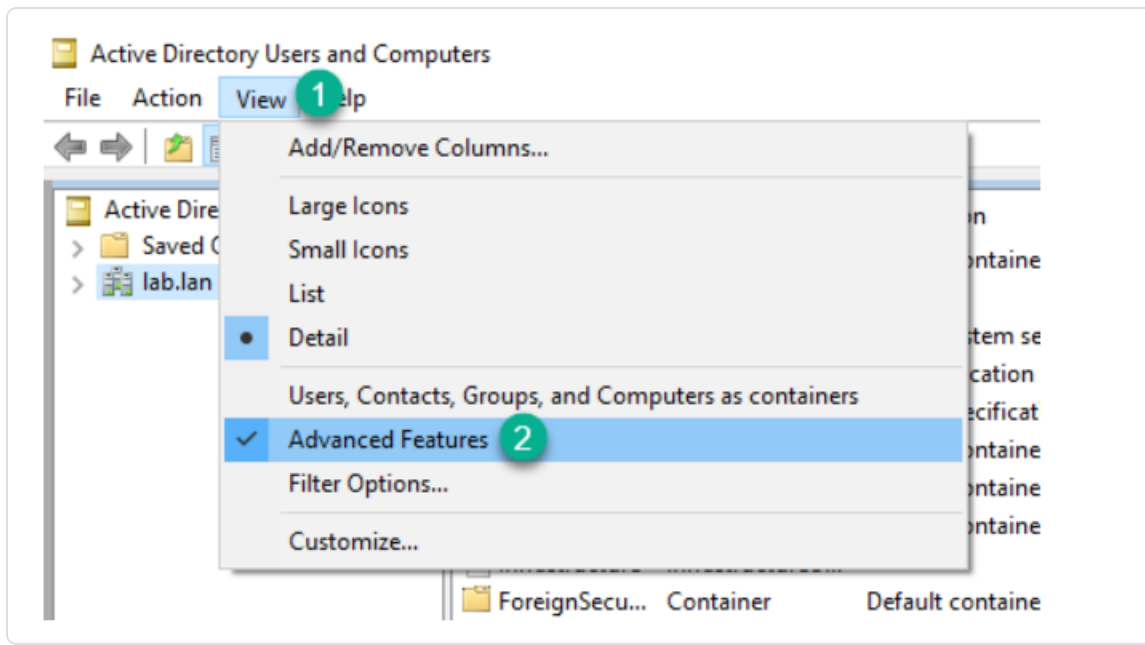 Active Directory Users and Computers
File Action View 1 elp
Add/Remove Columns...
Active Dire
Large Icons
Saved
Small Icons
lab.lan
List
Detail
Users, Contacts, Groups, and Computers as containers
Advanced Features 2
Filter Options...
Customize...
ForeignSecu... Container Default containe